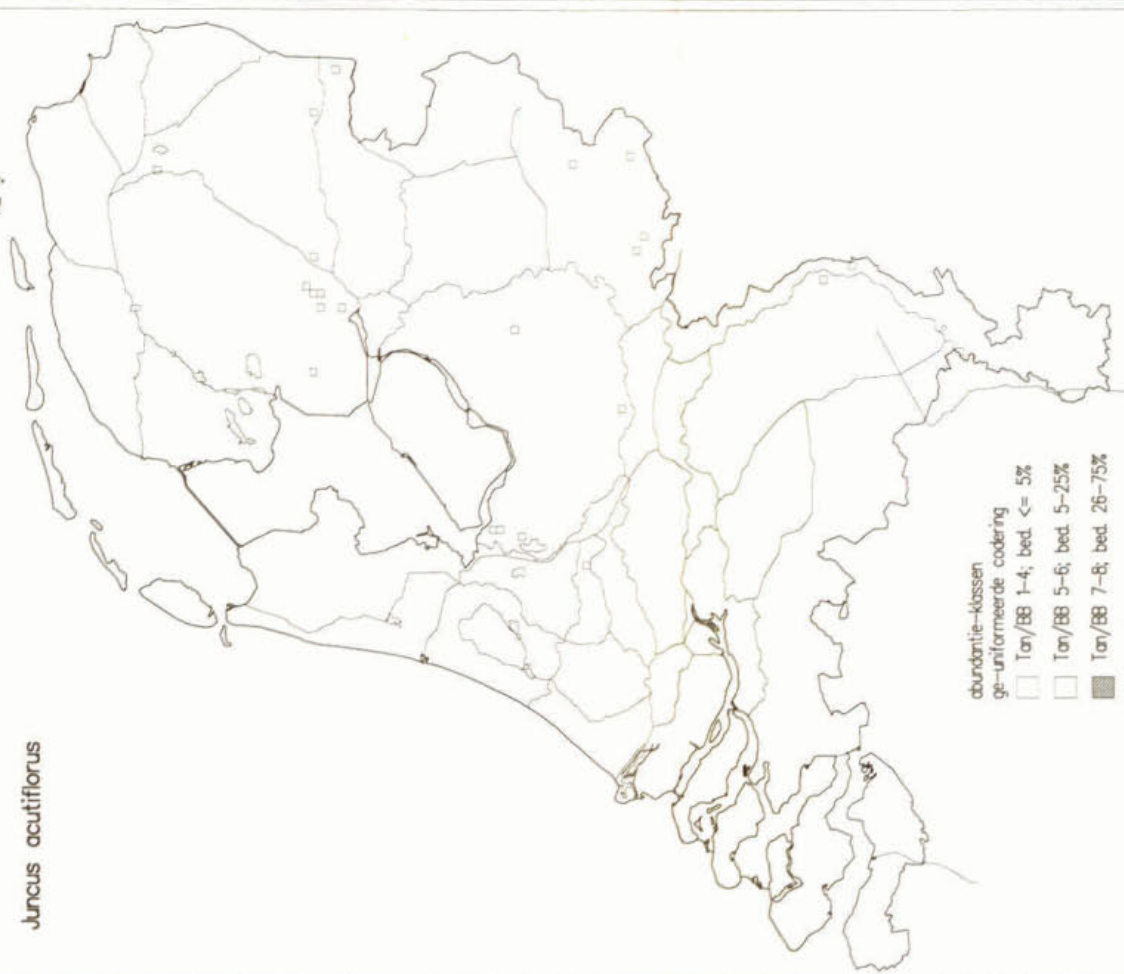 Juncus acutiflorus
abundantie-klassen
ge-uniformeerde codering
Tan/BB 1-4; bed. <= 5%
Tan/BB 5-6; bed. 5-25%
Tan/BB 7-8; bed. 26-75%